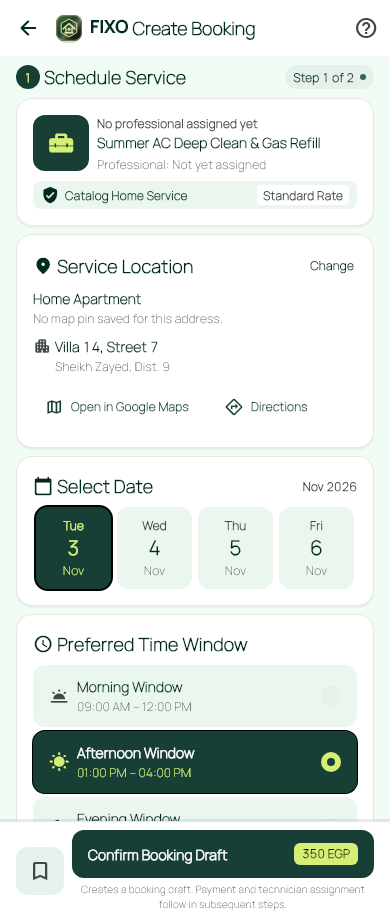 FIXO Create Booking
1 Schedule Service
Step 1 of 2
No professional assigned yet
Summer AC Deep Clean & Gas Refill
Professional: Not yet assigned
Catalog Home Service
Standard Rate
Service Location
Change
Home Apartment
No map pin saved for this address.
Villa 14, Street 7
Sheikh Zayed, Dist. 9
Open in Google Maps
Directions
Select Date
Nov 2026
Tue
3
Nov
Wed
4
Nov
Thu
5
Nov
Fri
6
Nov
Preferred Time Window
Morning Window
09:00 AM – 12:00 PM
Afternoon Window
01:00 PM – 04:00 PM
Evening Window
Confirm Booking Draft
350 EGP
Creates a booking draft. Payment and technician assignment
follow in subsequent steps.